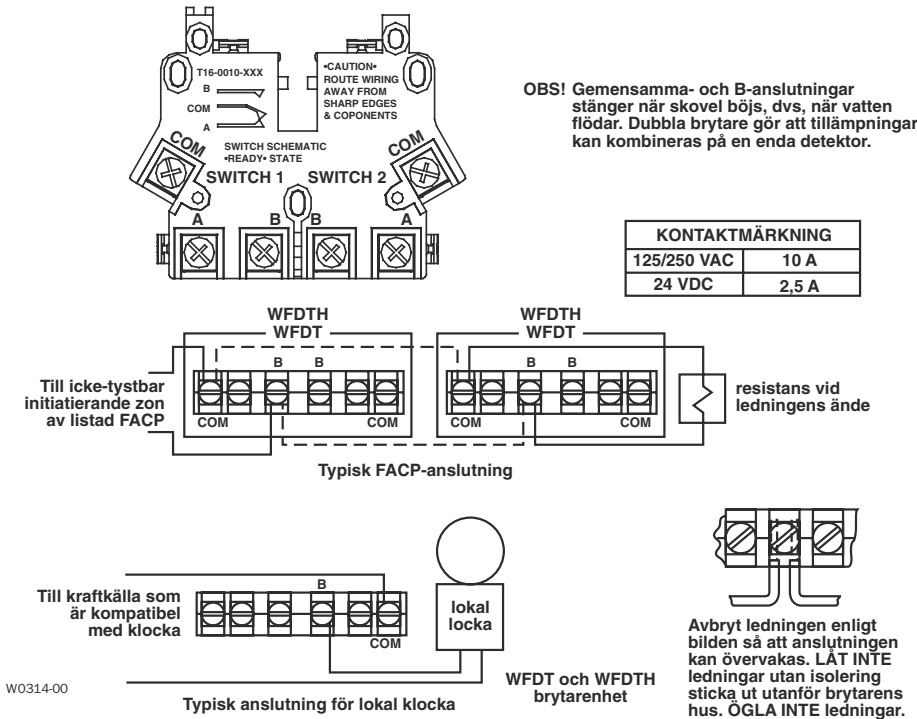 T16-0010-XXX
B
COM
A
•CAUTION•
ROUTE WIRING
AWAY FROM
SHARP EDGES
& COPONENTS
SWITCH SCHEMATIC
•READY• STATE
COM
COM
SWITCH 1
SWITCH 2
A
B
B
A
OBS! Gemensamma- och B-anslutningar
stänger när skovel böjs, dvs, när vatten
flödar. Dubbla brytare gör att tillämpningar
kan kombineras på en enda detektor.
KONTAKTMÄRKNING
125/250 VAC 10 A
24 VDC 2,5 A
WFDTH
WFDT
B
B
COM
COM
WFDTH
WFDT
B
B
COM
COM
Till icke-tystbar
initiatierande zon
av listad FACP
resistans vid
ledningens ände
Typisk FACP-anslutning
Till kraftkälla som
är kompatibel
med klocka
B
COM
lokal
locka
Typisk anslutning för lokal klocka
WFDT och WFDTH
brytarenhet
Avbryt ledningen enligt
bilden så att anslutningen
kan övervakas. LÅT INTE
ledningar utan isolering
sticka ut utanför brytarens
hus. ÖGLA INTE ledningar.
W0314-00